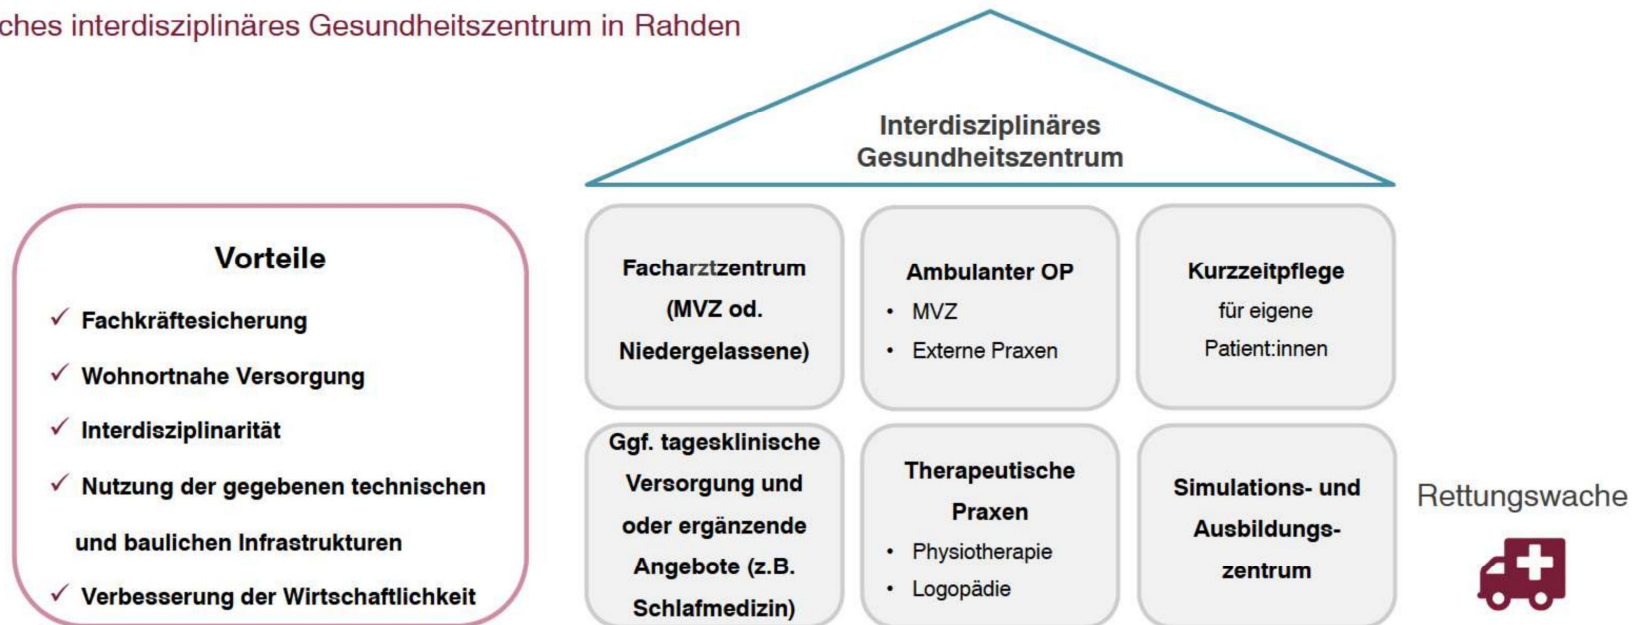 ches interdisziplinäres Gesundheitszentrum in Rahden
Interdisziplinäres
Gesundheitszentrum
Vorteile
✓ Fachkräftesicherung
✓ Wohnortnahe Versorgung
✓ Interdisziplinarität
✓ Nutzung der gegebenen technischen
und baulichen Infrastrukturen
✓ Verbesserung der Wirtschaftlichkeit
Facharztzentrum
(MVZ od.
Niedergelassene)
Ambulanter OP
• MVZ
• Externe Praxen
Kurzzeitpflege
für eigene
Patient:innen
Ggf. tagesklinische
Versorgung und
oder ergänzende
Angebote (z.B.
Schlafmedizin)
Therapeutische
Praxen
• Physiotherapie
• Logopädie
Simulations- und
Ausbildungs-
zentrum
Rettungswache